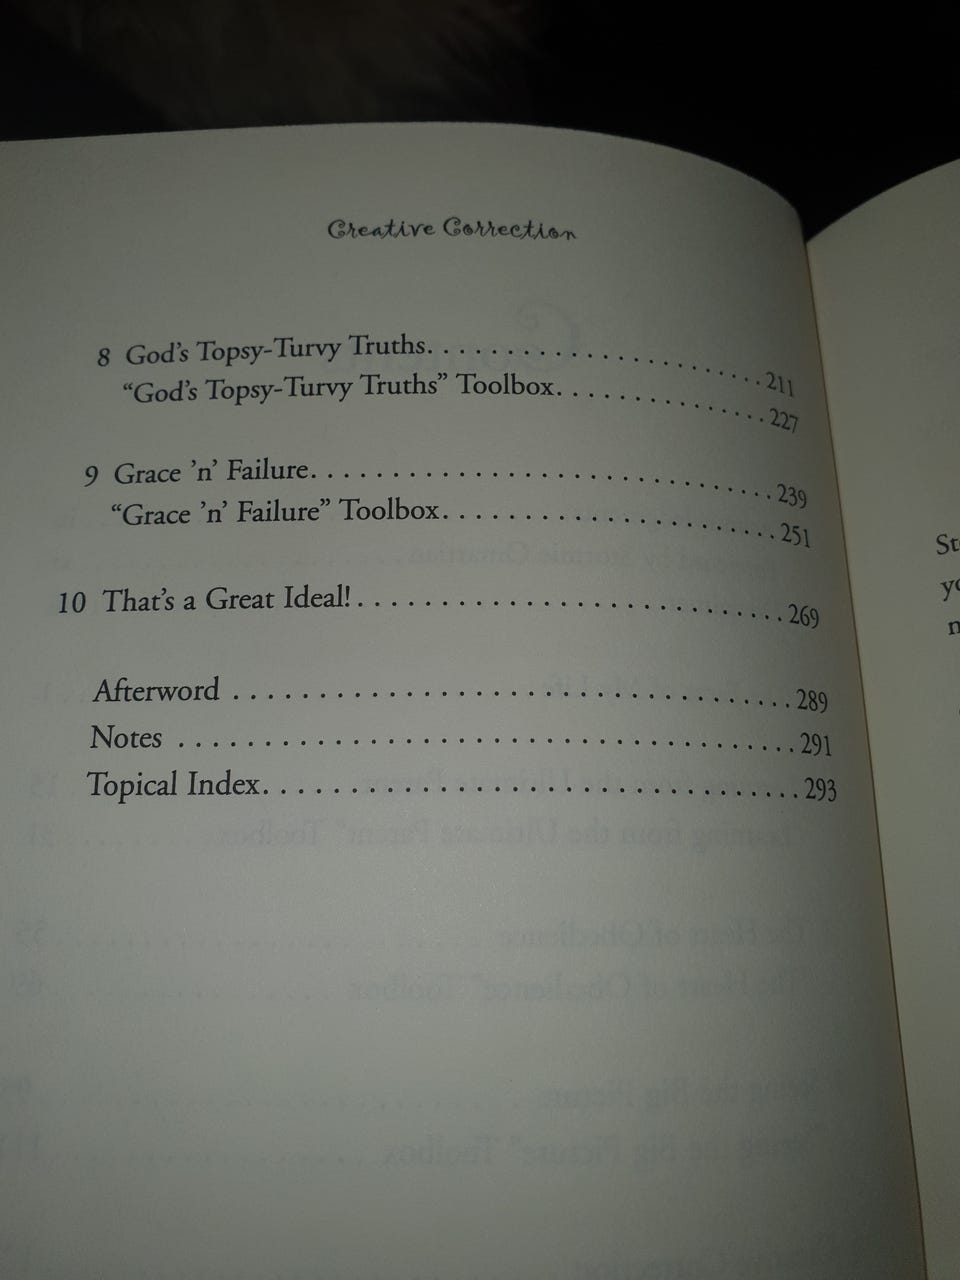 Creative Correction
8 God's Topsy-Turvy Truths. . . . . . . . . . . . . . . . . . . . . . . . . 211
"God's Topsy-Turvy Truths" Toolbox. . . . . . . . . . . . . . . . 227
9 Grace 'n' Failure. . . . . . . . . . . . . . . . . . . . . . . . . . . . . . . . . . 239
"Grace 'n' Failure" Toolbox. . . . . . . . . . . . . . . . . . . . . . . . . 251
10 That's a Great Ideal! . . . . . . . . . . . . . . . . . . . . . . . . . . . . . . 269
Afterword . . . . . . . . . . . . . . . . . . . . . . . . . . . . . . . . . . . . . . 289
Notes . . . . . . . . . . . . . . . . . . . . . . . . . . . . . . . . . . . . . . . . . 291
Topical Index. . . . . . . . . . . . . . . . . . . . . . . . . . . . . . . . . . . 293